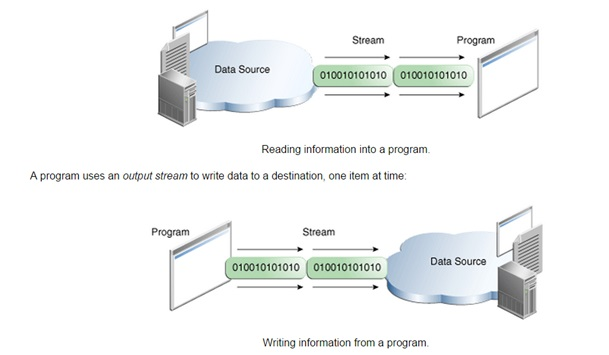 Stream Program
Data Source
010010101010 010010101010
Reading information into a program.
A program uses an output stream to write data to a destination, one item at time:
Program Stream
010010101010 010010101010
Data Source
Writing information from a program.